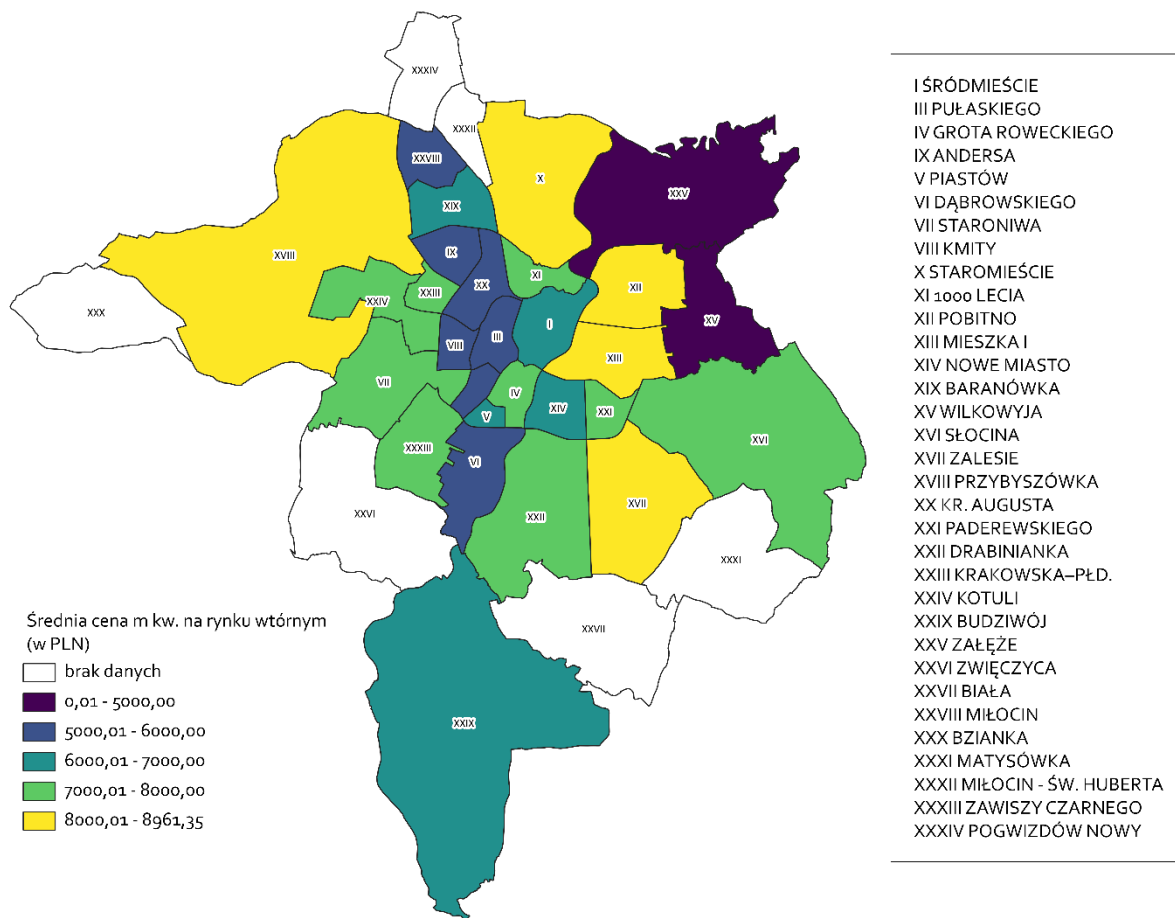 XXXIV
XXXII
XXVIII
X
XXV
XIX
IX
XVIII
XI
XII
XX
XXIII
XXIV
XXX
I
XV
III
VIII
XIII
VII
IV
XIV
XXI
V
XVI
XXXIII
VI
XVII
XXII
XXVI
XXXI
XXVII
XXIX
Średnia cena m kw. na rynku wtórnym
(w PLN)
brak danych
0,01 - 5000,00
5000,01 - 6000,00
6000,01 - 7000,00
7000,01 - 8000,00
8000,01 - 8961,35
I ŚRÓDMIEŚCIE
III PUŁASKIEGO
IV GROTA ROWECKIEGO
IX ANDERSA
V PIASTÓW
VI DĄBROWSKIEGO
VII STARONIWA
VIII KMITY
X STAROMIEŚCIE
XI 1000 LECIA
XII POBITNO
XIII MIESZKA I
XIV NOWE MIASTO
XIX BARANÓWKA
XV WILKOWYJA
XVI SŁOCINA
XVII ZALESIE
XVIII PRZYBYSZÓWKA
XX KR. AUGUSTA
XXI PADEREWSKIEGO
XXII DRABINIANKA
XXIII KRAKOWSKA–PŁD.
XXIV KOTULI
XXIX BUDZIWÓJ
XXV ZAŁĘŻE
XXVI ZWIĘCZYCA
XXVII BIAŁA
XXVIII MIŁOCIN
XXX BZIANKA
XXXI MATYSÓWKA
XXXII MIŁOCIN - ŚW. HUBERTA
XXXIII ZAWISZY CZARNEGO
XXXIV POGWIZDÓW NOWY